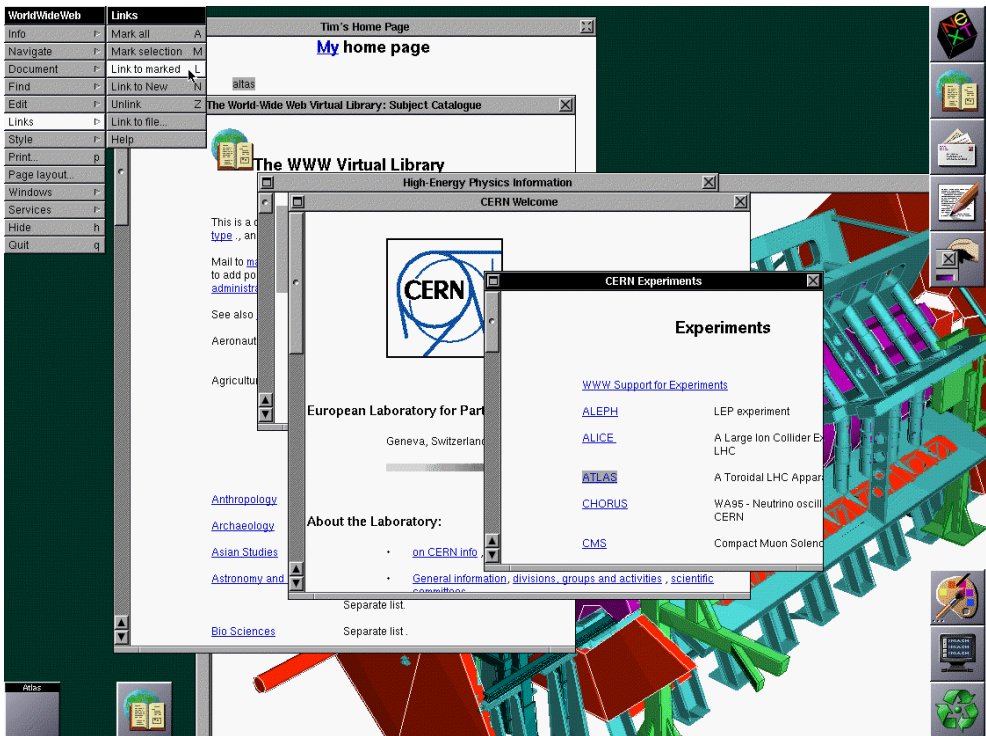 WorldWideWeb
Info
Navigate
Document
Find
Edit
Links
Style
Print... p
Page layout...
Windows
Services
Hide h
Quit q
Links
Mark all A
Mark selection M
Link to marked L
Link to New N
Unlink Z
Link to file...
Help
Tim's Home Page
My home page
atlas
The World-Wide Web Virtual Library: Subject Catalogue
The WWW Virtual Library
This is a
type ., an
Mail to
to add po
administra
See also
Aeronaut
Agricultu
Anthropology
Archaeology
Asian Studies
Astronomy and
Separate list.
Bio Sciences Separate list .
High-Energy Physics Information
CERN Welcome
CERN
European Laboratory for Part
Geneva, Switzerland
About the Laboratory:
· on CERN info ,
· General information, divisions, groups and activities , scientific
committees
CERN Experiments
Experiments
WWW Support for Experiments
ALEPH LEP experiment
ALICE A Large Ion Collider Ex
LHC
ATLAS A Toroidal LHC Appara
CHORUS WA95 - Neutrino oscill
CERN
CMS Compact Muon Soleno
NeXT
Atlas